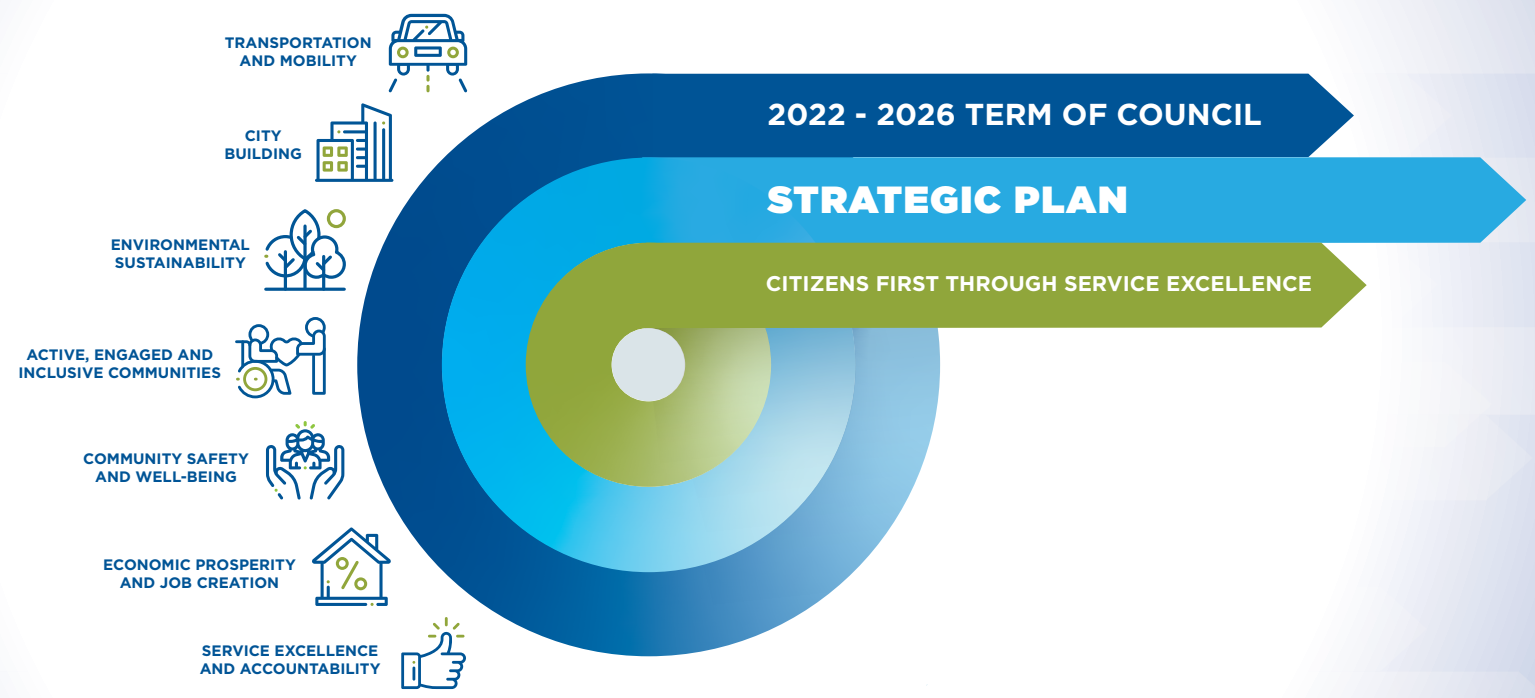 TRANSPORTATION
AND MOBILITY
CITY
BUILDING
ENVIRONMENTAL
SUSTAINABILITY
ACTIVE, ENGAGED AND
INCLUSIVE COMMUNITIES
COMMUNITY SAFETY
AND WELL-BEING
ECONOMIC PROSPERITY
AND JOB CREATION
SERVICE EXCELLENCE
AND ACCOUNTABILITY
2022 - 2026 TERM OF COUNCIL
STRATEGIC PLAN
CITIZENS FIRST THROUGH SERVICE EXCELLENCE
%